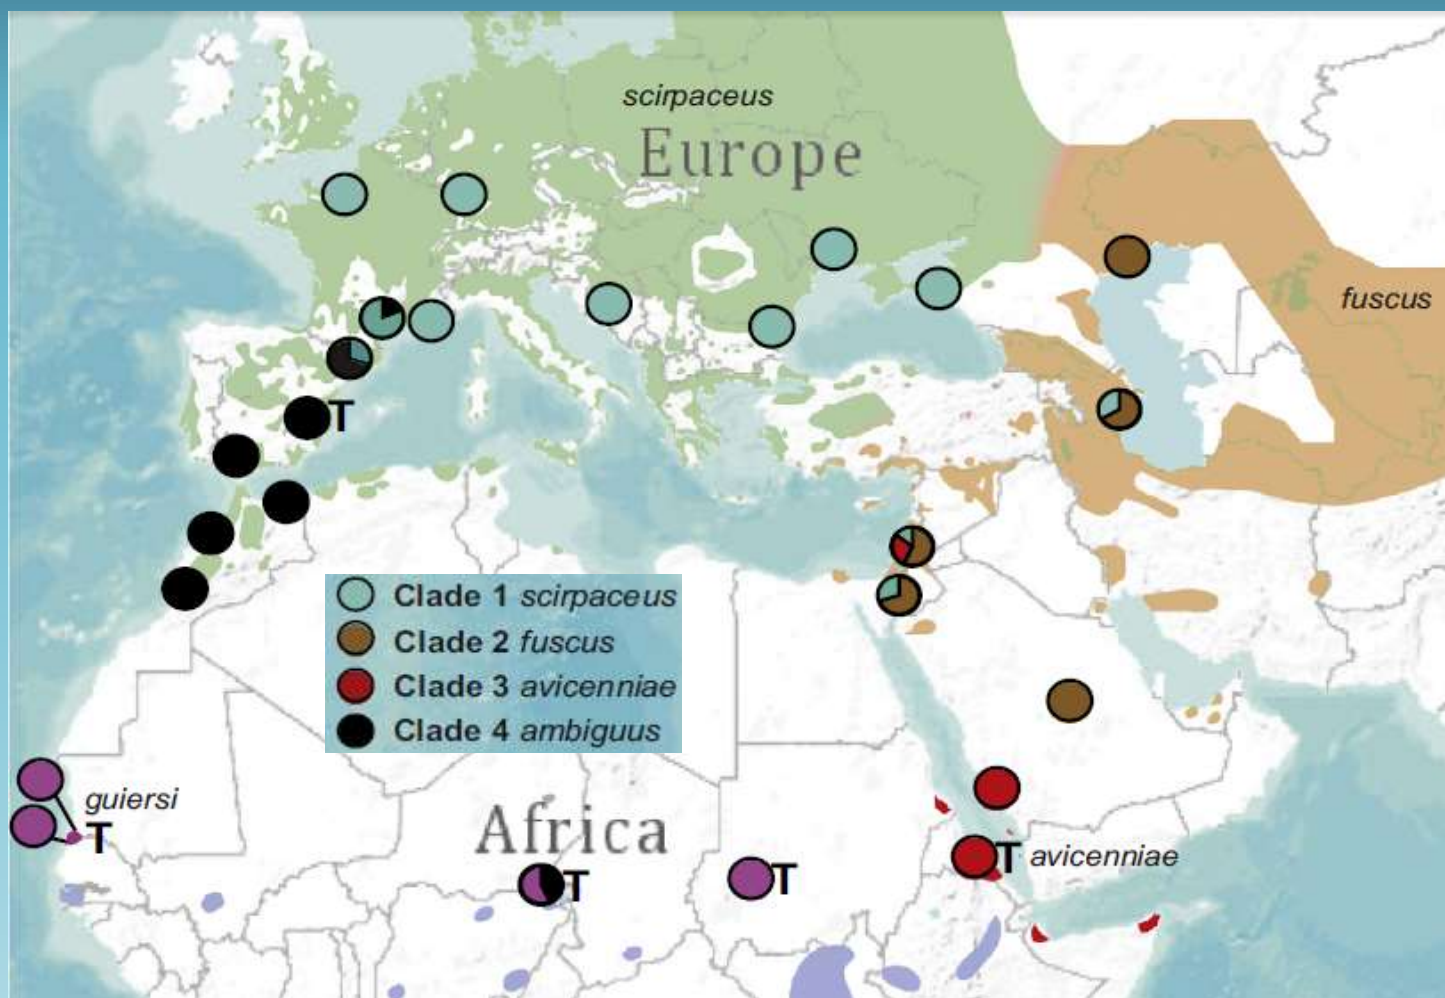 scirpaceus
Europe
fuscus
T
Clade 1 scirpaceus
Clade 2 fuscus
Clade 3 avicenniae
Clade 4 ambiguus
guiersi
T
Africa
T
T
T avicenniae